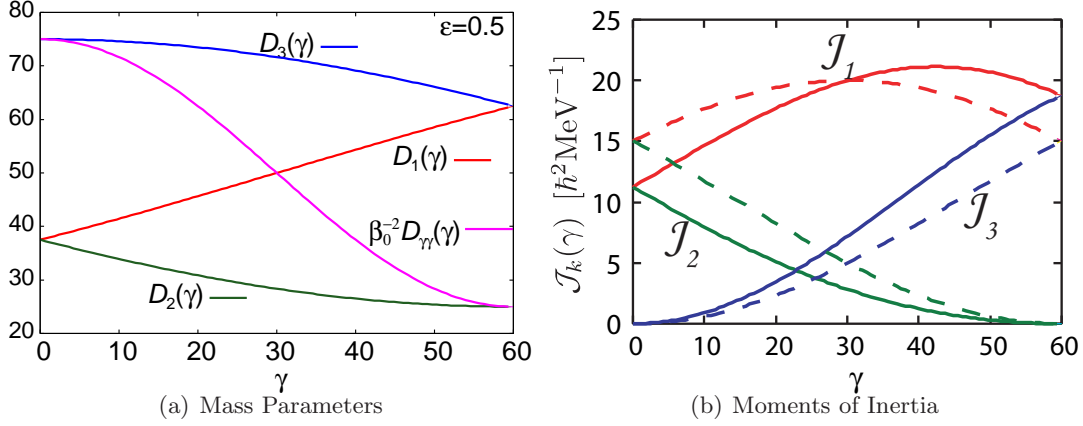 80
70
60
50
40
30
20
0 10 20 30 40 50 60
γ
ε=0.5
D₃(γ)
D₁(γ)
β₀⁻²D_γγ(γ)
D₂(γ)
(a) Mass Parameters
25
20
15
10
5
0
0 10 20 30 40 50 60
γ
𝒥ₖ(γ) [ℏ²MeV⁻¹]
𝒥₁
𝒥₂
𝒥₃
(b) Moments of Inertia